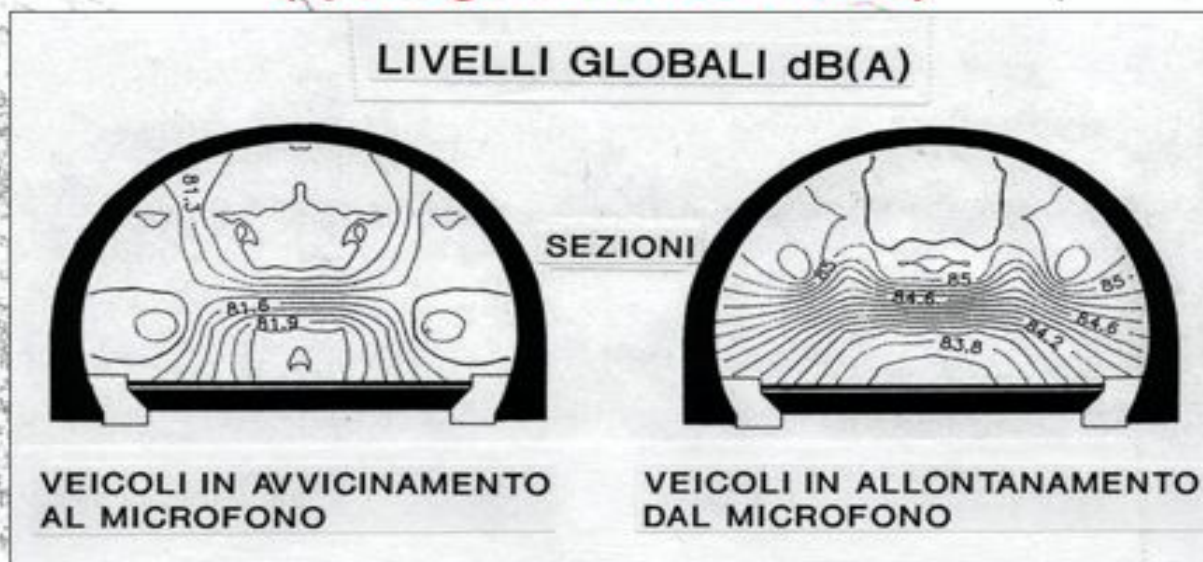 LIVELLI GLOBALI dB(A)
81.3
81.6
81.9
SEZIONI
85
84.6
85
84.6
84.2
83.8
VEICOLI IN AVVICINAMENTO
AL MICROFONO
VEICOLI IN ALLONTANAMENTO
DAL MICROFONO